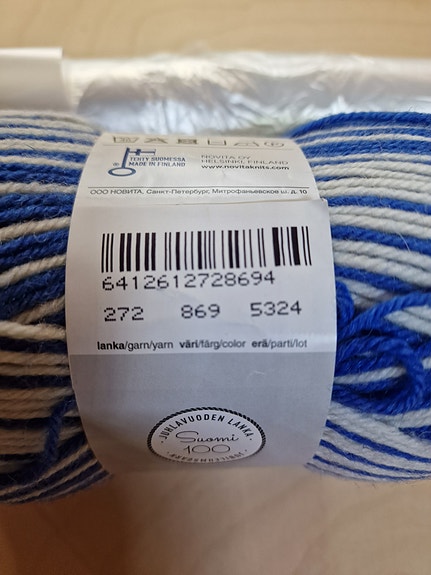 TEHTY SUOMESSA
MADE IN FINLAND
NOVITA OY
HELSINKI, FINLAND
www.novitaknits.com
ООО НОВИТА, Санкт-Петербург, Митрофаньевское ш. д. 10
6412612728694
272 869 5324
lanka/garn/yarn väri/färg/color erä/parti/lot
JUHLAVUODEN LANKA
Suomi
100